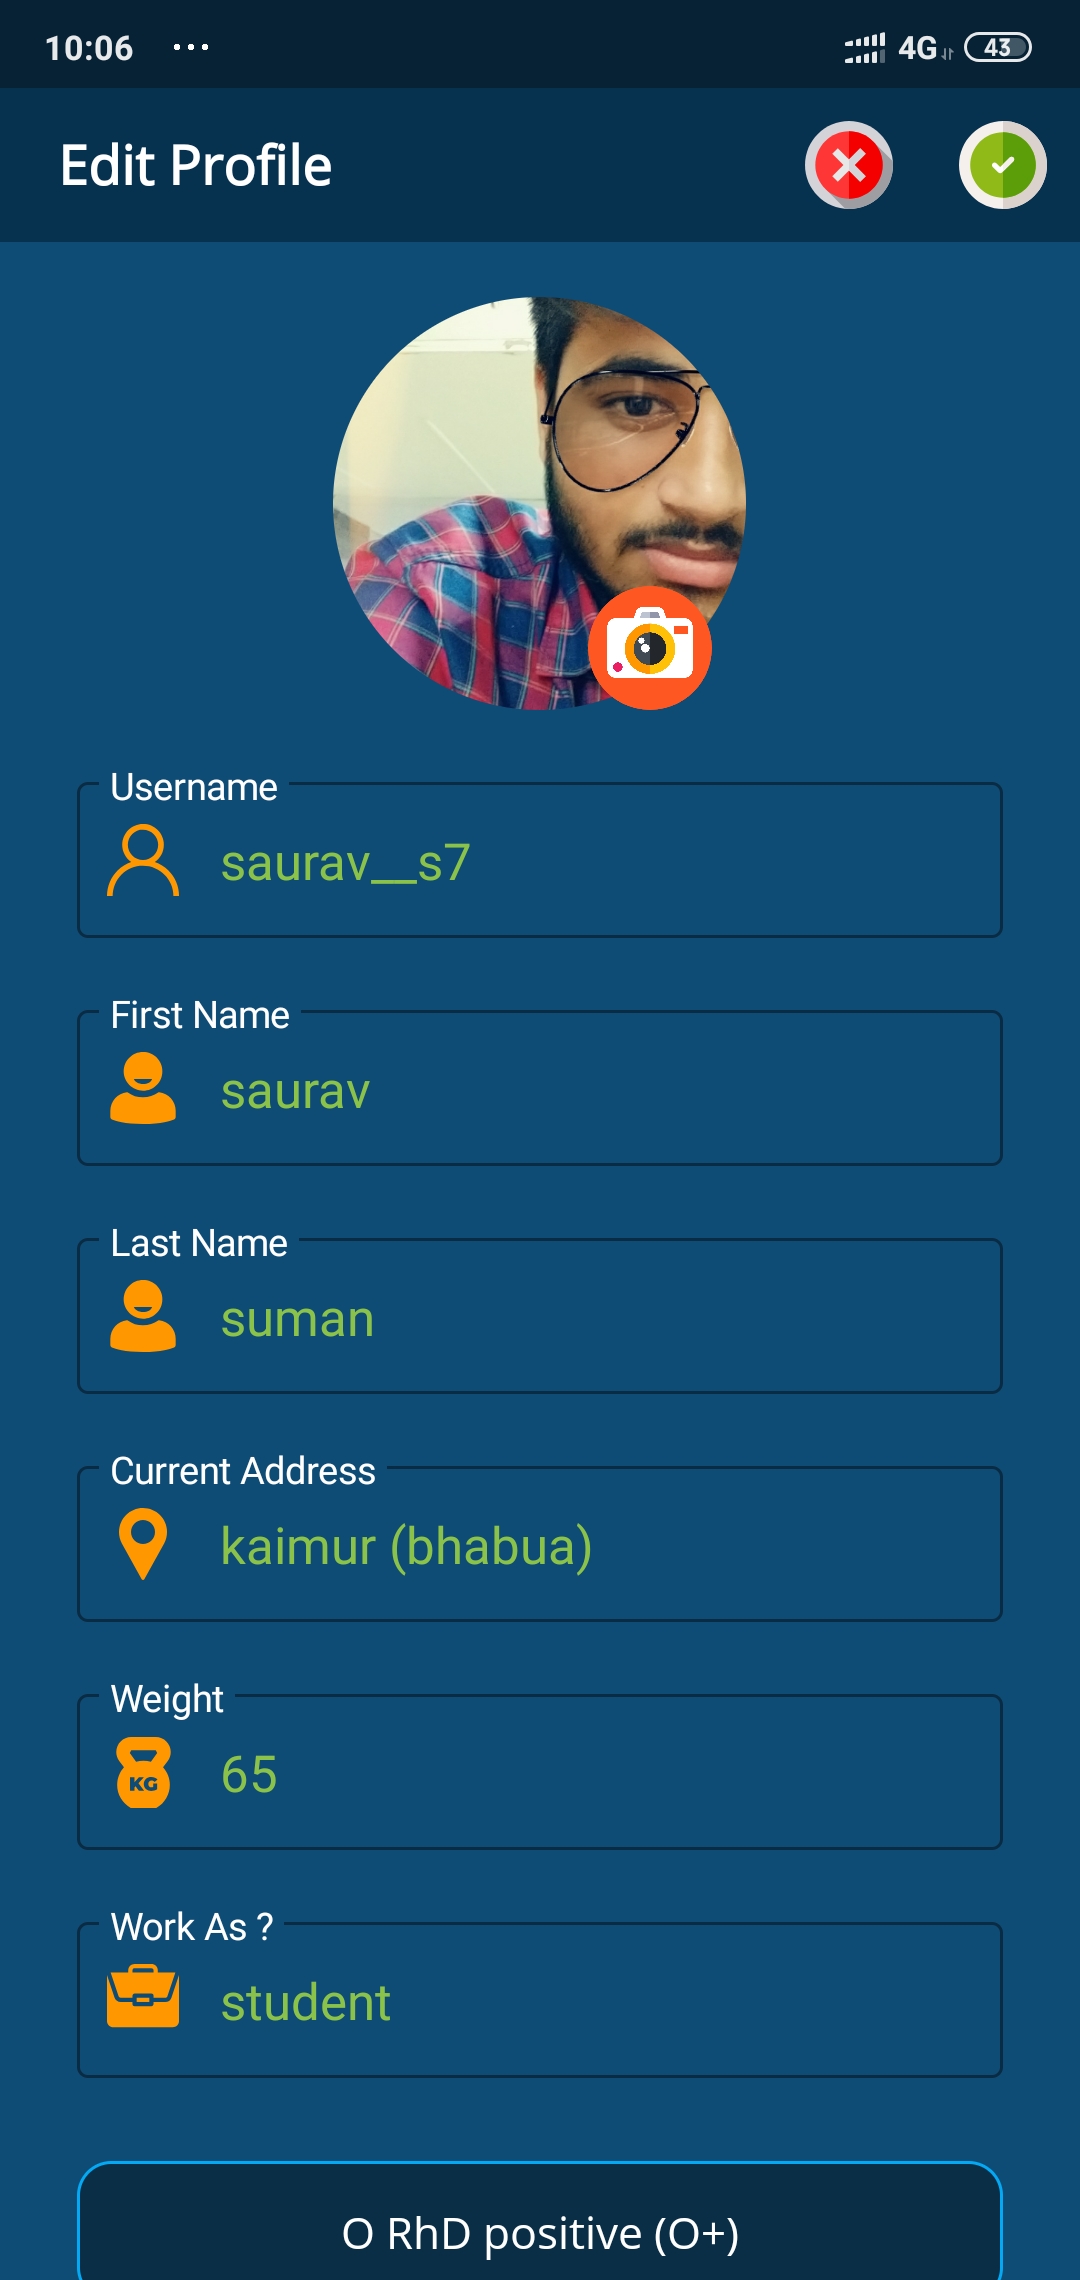 10:06 ... 4G 43
Edit Profile
Username
saurav__s7
First Name
saurav
Last Name
suman
Current Address
kaimur (bhabua)
Weight
KG 65
Work As ?
student
O RhD positive (O+)